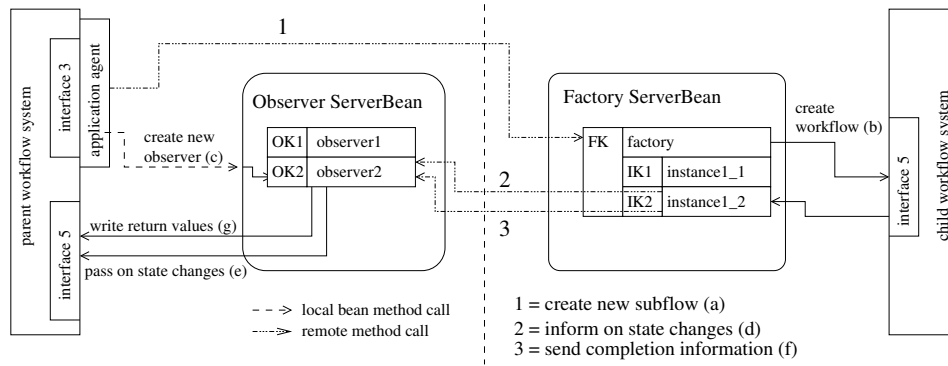 parent workflow system
interface 3
application agent
1
Observer ServerBean
Factory ServerBean
create
workflow (b)
create new
observer (c)
OK1 observer1
OK2 observer2
FK factory
IK1 instance1_1
IK2 instance1_2
2
3
interface 5
child workflow system
write return values (g)
pass on state changes (e)
interface 5
local bean method call
remote method call
1 = create new subflow (a)
2 = inform on state changes (d)
3 = send completion information (f)